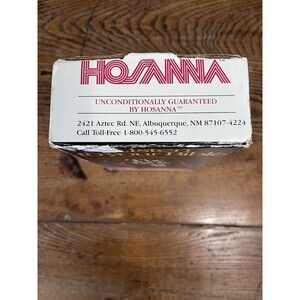 HOSANNA
UNCONDITIONALLY GUARANTEED
BY HOSANNA™
2421 Aztec Rd. NE, Albuquerque, NM 87107-4224
Call Toll-Free 1-800-545-6552